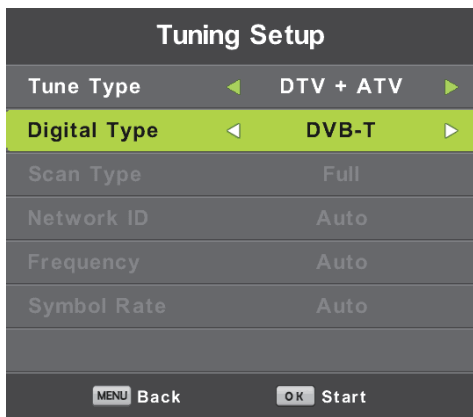 Tuning Setup
Tune Type DTV + ATV
Digital Type DVB-T
Scan Type Full
Network ID Auto
Frequency Auto
Symbol Rate Auto
MENU Back OK Start